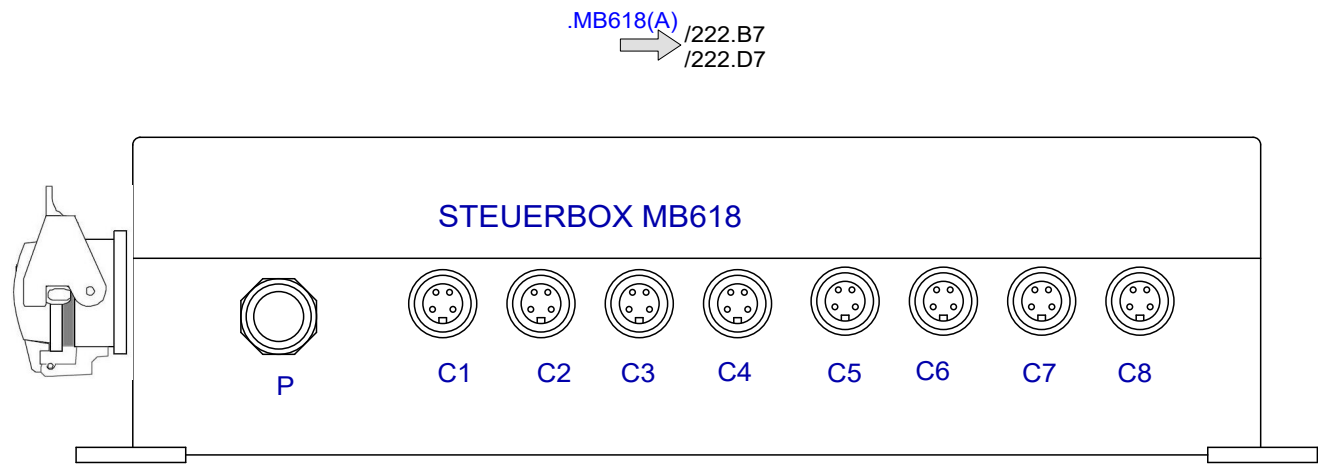 .MB618(A)
/222.B7
/222.D7
STEUERBOX MB618
P
C1 C2 C3 C4 C5 C6 C7 C8